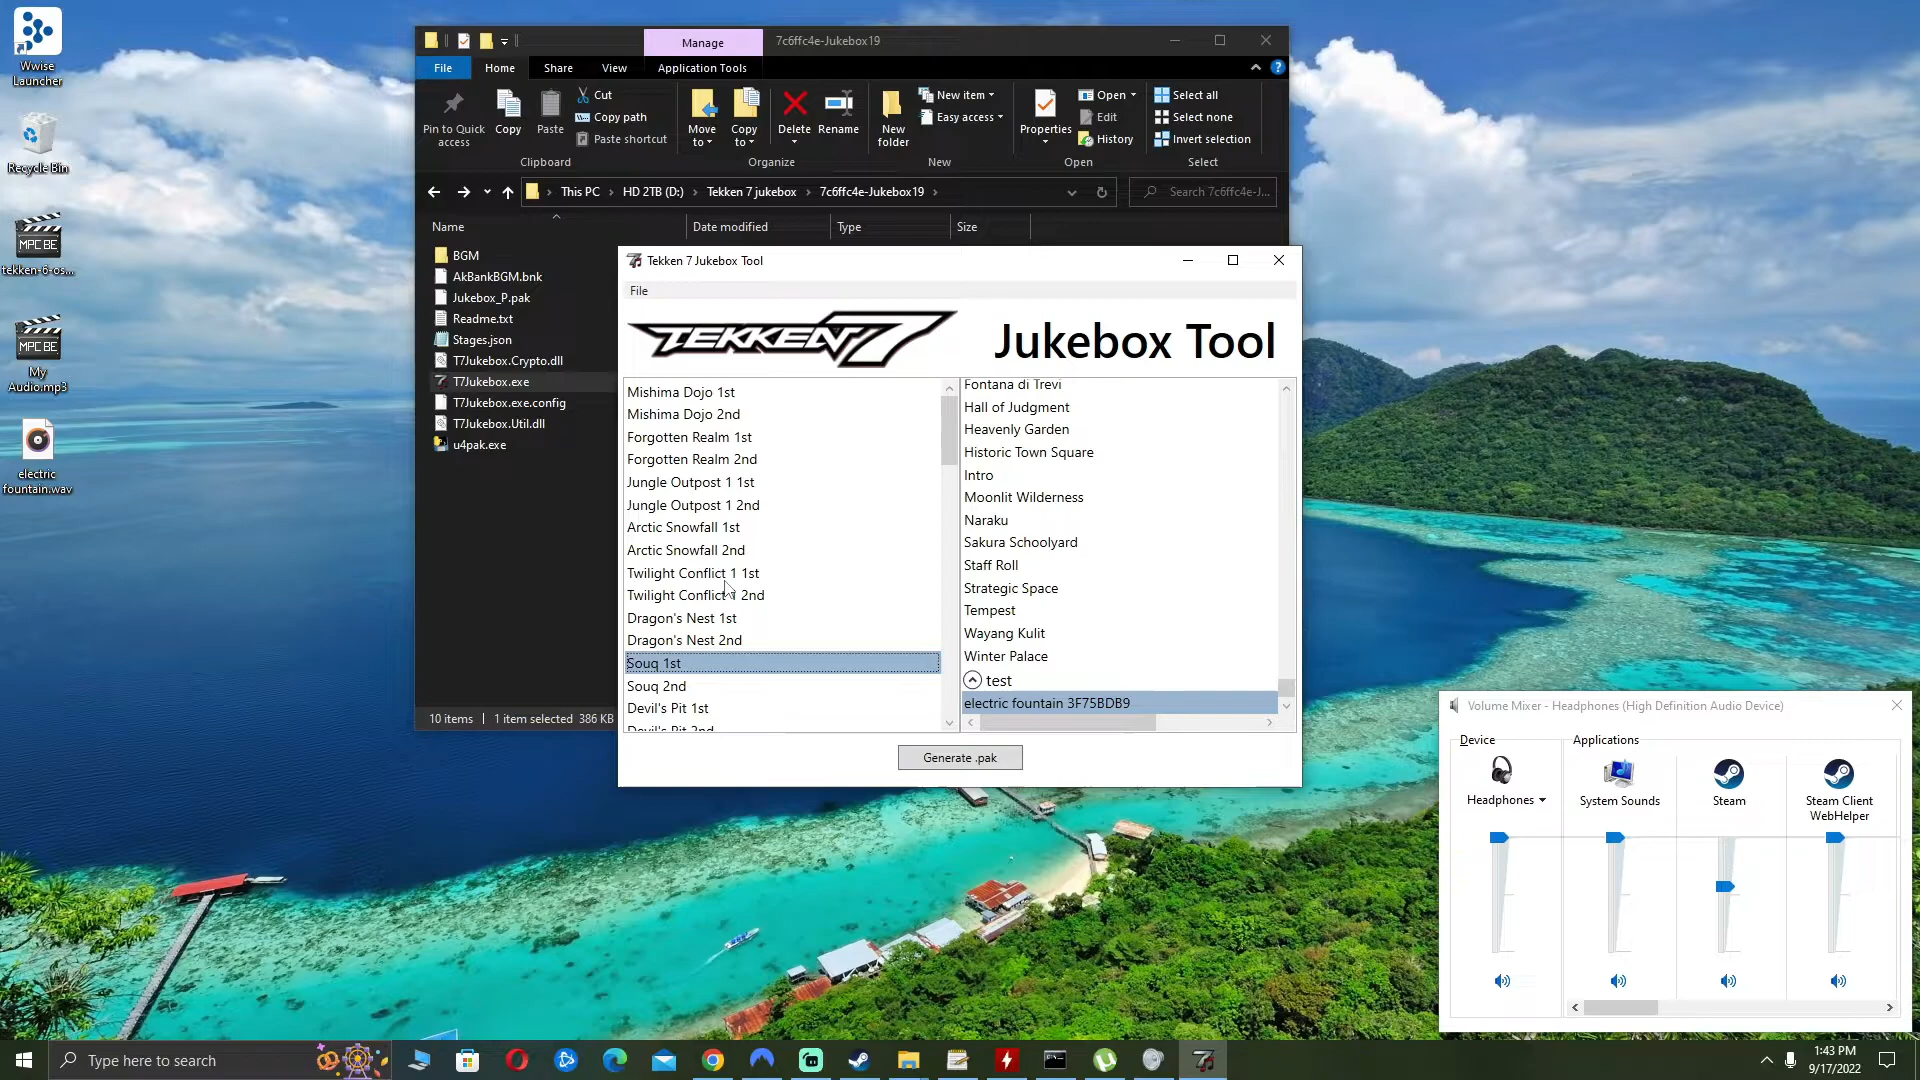 Wwise
Launcher
Recycle Bin
MPC BE
tekken-6-os...
MPC BE
My
Audio.mp3
electric
fountain.wav
Manage
7c6ffc4e-Jukebox19
File
Home
Share
View
Application Tools
Pin to Quick
access
Copy
Paste
Cut
Copy path
Paste shortcut
Clipboard
Move
to
Copy
to
Delete
Rename
Organize
New
folder
New item
Easy access
New
Properties
Open
Edit
History
Open
Select all
Select none
Invert selection
Select
This PC
HD 2TB (D:)
Tekken 7 jukebox
7c6ffc4e-Jukebox19
Search 7c6ffc4e-J...
Name
Date modified
Type
Size
BGM
AkBankBGM.bnk
Jukebox_P.pak
Readme.txt
Stages.json
T7Jukebox.Crypto.dll
T7Jukebox.exe
T7Jukebox.exe.config
T7Jukebox.Util.dll
u4pak.exe
10 items
1 item selected 386 KB
Tekken 7 Jukebox Tool
File
TEKKEN 7
Jukebox Tool
Mishima Dojo 1st
Mishima Dojo 2nd
Forgotten Realm 1st
Forgotten Realm 2nd
Jungle Outpost 1 1st
Jungle Outpost 1 2nd
Arctic Snowfall 1st
Arctic Snowfall 2nd
Twilight Conflict 1 1st
Twilight Conflict 1 2nd
Dragon's Nest 1st
Dragon's Nest 2nd
Souq 1st
Souq 2nd
Devil's Pit 1st
Devil's Pit 2nd
Fontana di Trevi
Hall of Judgment
Heavenly Garden
Historic Town Square
Intro
Moonlit Wilderness
Naraku
Sakura Schoolyard
Staff Roll
Strategic Space
Tempest
Wayang Kulit
Winter Palace
test
electric fountain 3F75BDB9
Generate .pak
Volume Mixer - Headphones (High Definition Audio Device)
Device
Applications
Headphones
System Sounds
Steam
Steam Client
WebHelper
Type here to search
1:43 PM
9/17/2022